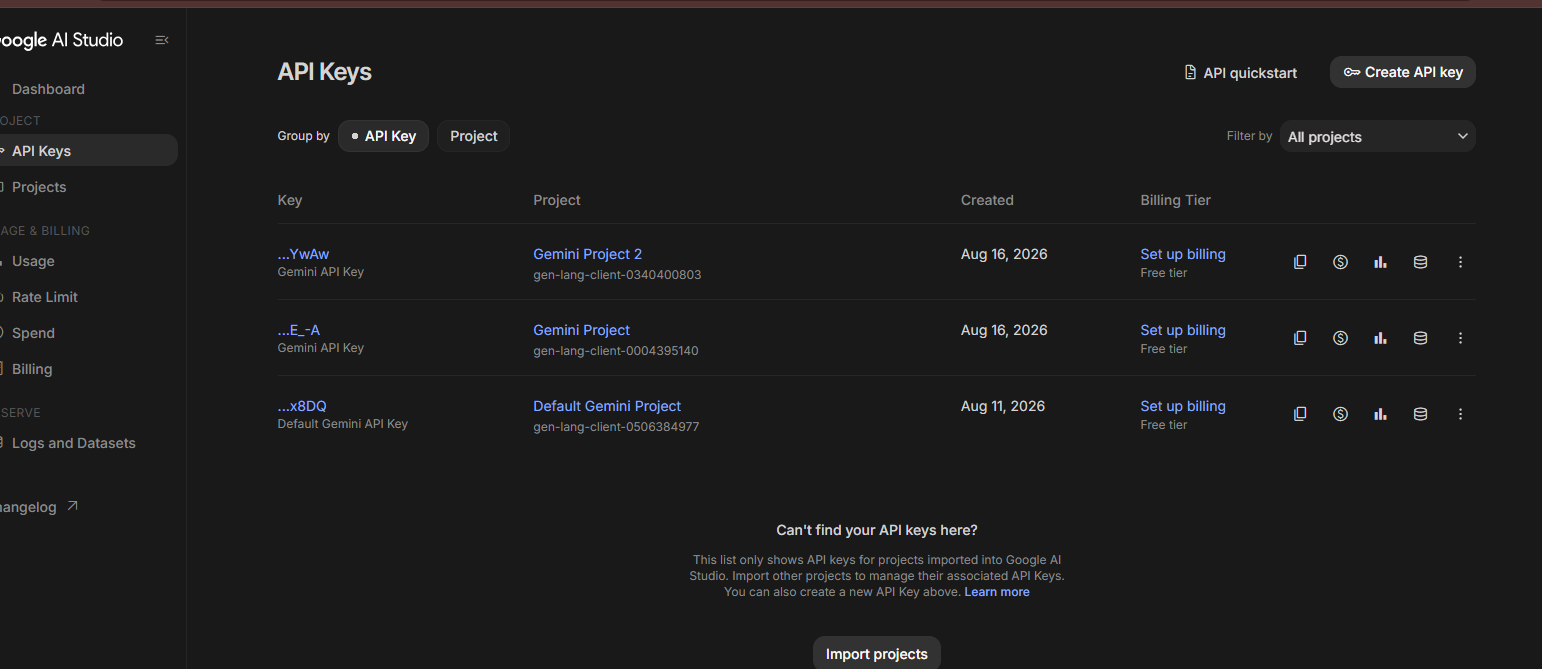 oogle AI Studio
Dashboard
OJECT
API Keys
Projects
AGE & BILLING
Usage
Rate Limit
Spend
Billing
SERVE
Logs and Datasets
hangelog
API Keys
API quickstart
Create API key
Group by API Key Project
Filter by All projects
Key Project Created Billing Tier
...YwAw Gemini Project 2 Aug 16, 2026 Set up billing
Gemini API Key gen-lang-client-0340400803 Free tier
...E_-A Gemini Project Aug 16, 2026 Set up billing
Gemini API Key gen-lang-client-0004395140 Free tier
...x8DQ Default Gemini Project Aug 11, 2026 Set up billing
Default Gemini API Key gen-lang-client-0506384977 Free tier
Can't find your API keys here?
This list only shows API keys for projects imported into Google AI
Studio. Import other projects to manage their associated API Keys.
You can also create a new API Key above. Learn more
Import projects